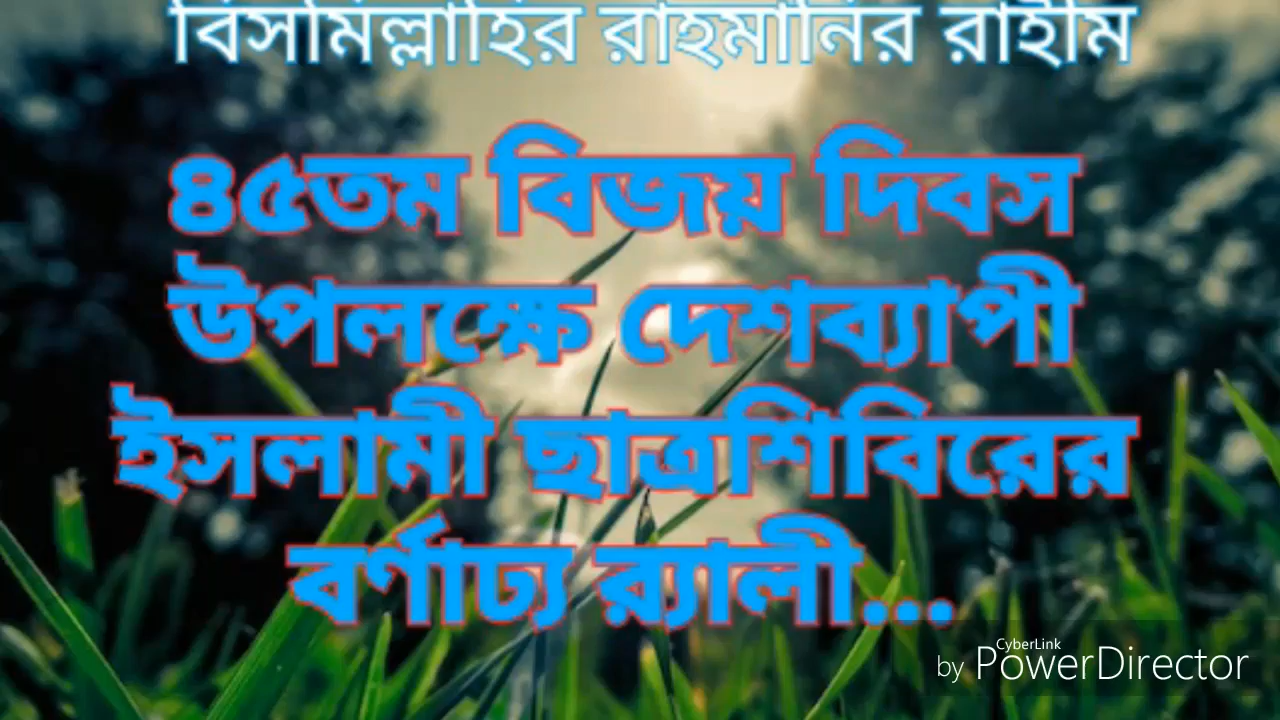 বিসমিল্লাহির রাহমানির রাহীম
৪৫তম বিজয় দিবস
উপলক্ষে দেশব্যাপী
ইসলামী ছাত্রশিবিরের
বর্ণাঢ্য র‍্যালী...
CyberLink
by PowerDirector